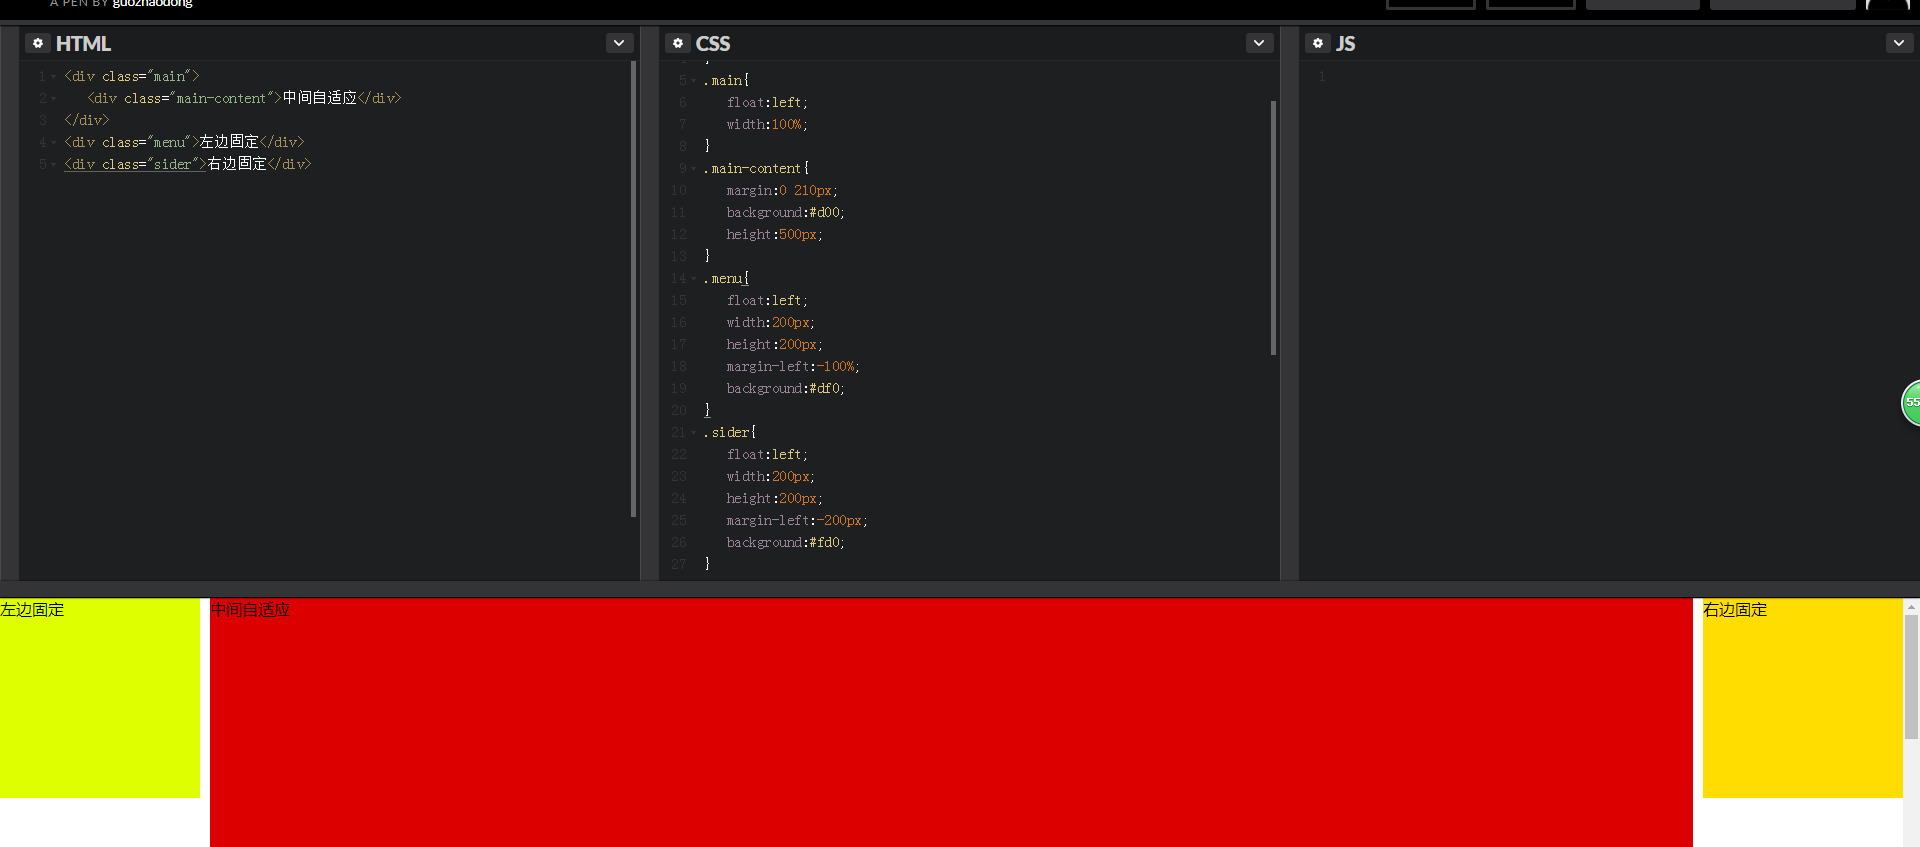 A PEN BY guozhaodong
HTML
1 <div class="main">
2 <div class="main-content">中间自适应</div>
3 </div>
4 <div class="menu">左边固定</div>
5 <div class="sider">右边固定</div>
CSS
5 .main{
6 float:left;
7 width:100%;
8 }
9 .main-content{
10 margin:0 210px;
11 background:#d00;
12 height:500px;
13 }
14 .menu{
15 float:left;
16 width:200px;
17 height:200px;
18 margin-left:-100%;
19 background:#df0;
20 }
21 .sider{
22 float:left;
23 width:200px;
24 height:200px;
25 margin-left:-200px;
26 background:#fd0;
27 }
JS
1
55
左边固定
中间自适应
右边固定